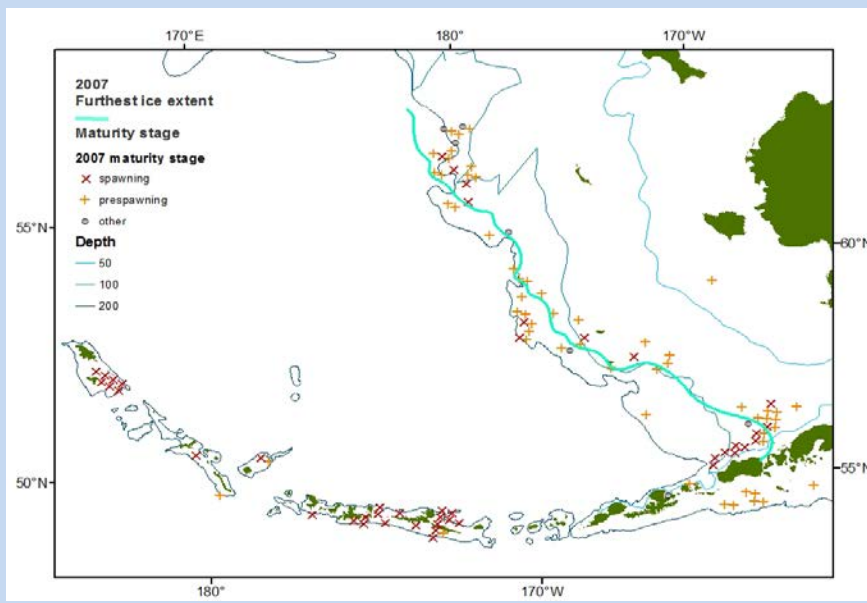 170°E
180°
170°W
2007
Furthest ice extent
Maturity stage
2007 maturity stage
spawning
prespawning
other
Depth
50
100
200
55°N
60°N
50°N
55°N
180°
170°W